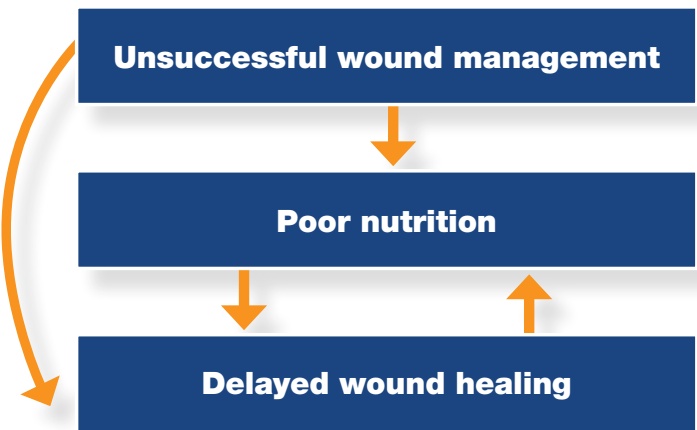 Unsuccessful wound management
Poor nutrition
Delayed wound healing